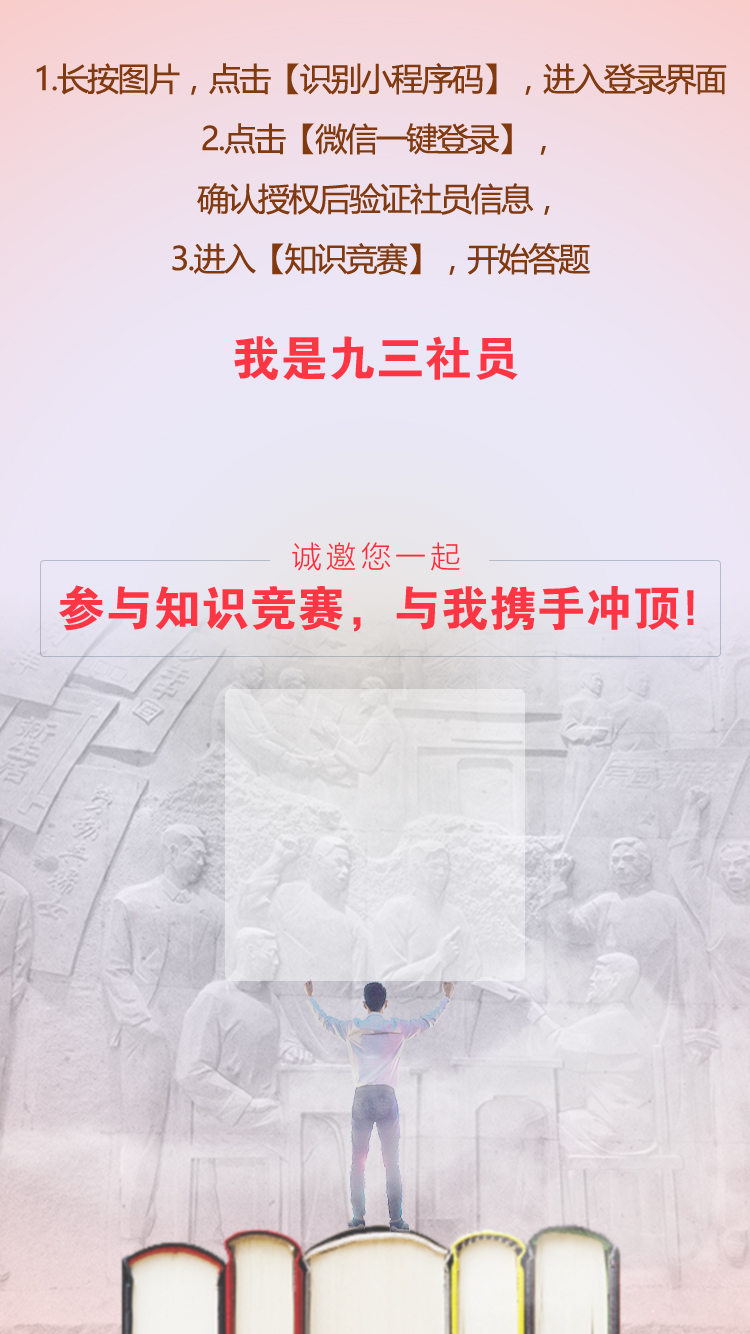 1.长按图片，点击【识别小程序码】，进入登录界面
2.点击【微信一键登录】，
确认授权后验证社员信息，
3.进入【知识竞赛】，开始答题
我是九三社员
诚邀您一起
参与知识竞赛，与我携手冲顶!